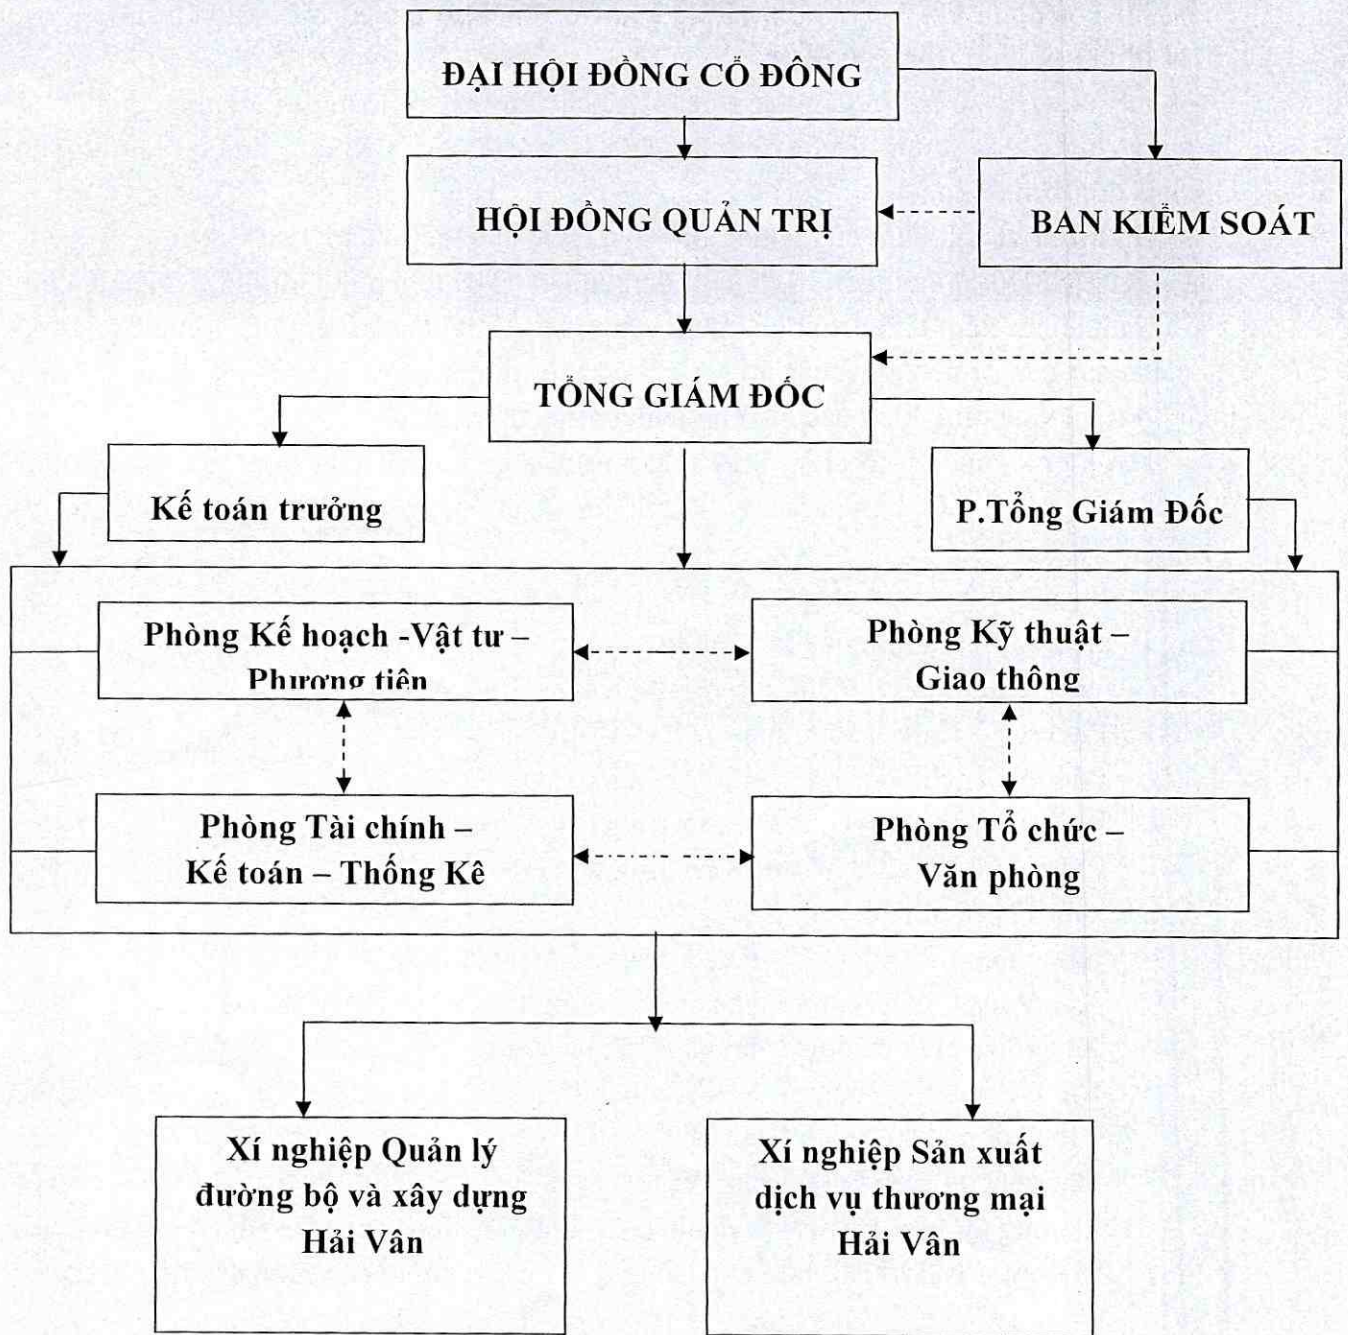 ĐẠI HỘI ĐỒNG CỔ ĐÔNG
HỘI ĐỒNG QUẢN TRỊ
BAN KIỂM SOÁT
TỔNG GIÁM ĐỐC
Kế toán trưởng
P.Tổng Giám Đốc
Phòng Kế hoạch -Vật tư –
Phương tiện
Phòng Kỹ thuật –
Giao thông
Phòng Tài chính –
Kế toán – Thống Kê
Phòng Tổ chức –
Văn phòng
Xí nghiệp Quản lý
đường bộ và xây dựng
Hải Vân
Xí nghiệp Sản xuất
dịch vụ thương mại
Hải Vân